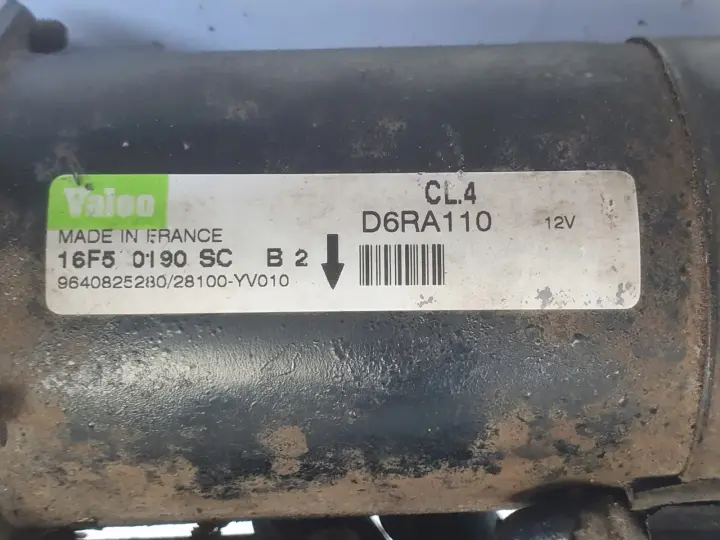 Valeo
MADE IN FRANCE
16F5 0190 SC B 2
9640825280/28100-YV010
CL.4
D6RA110 12V